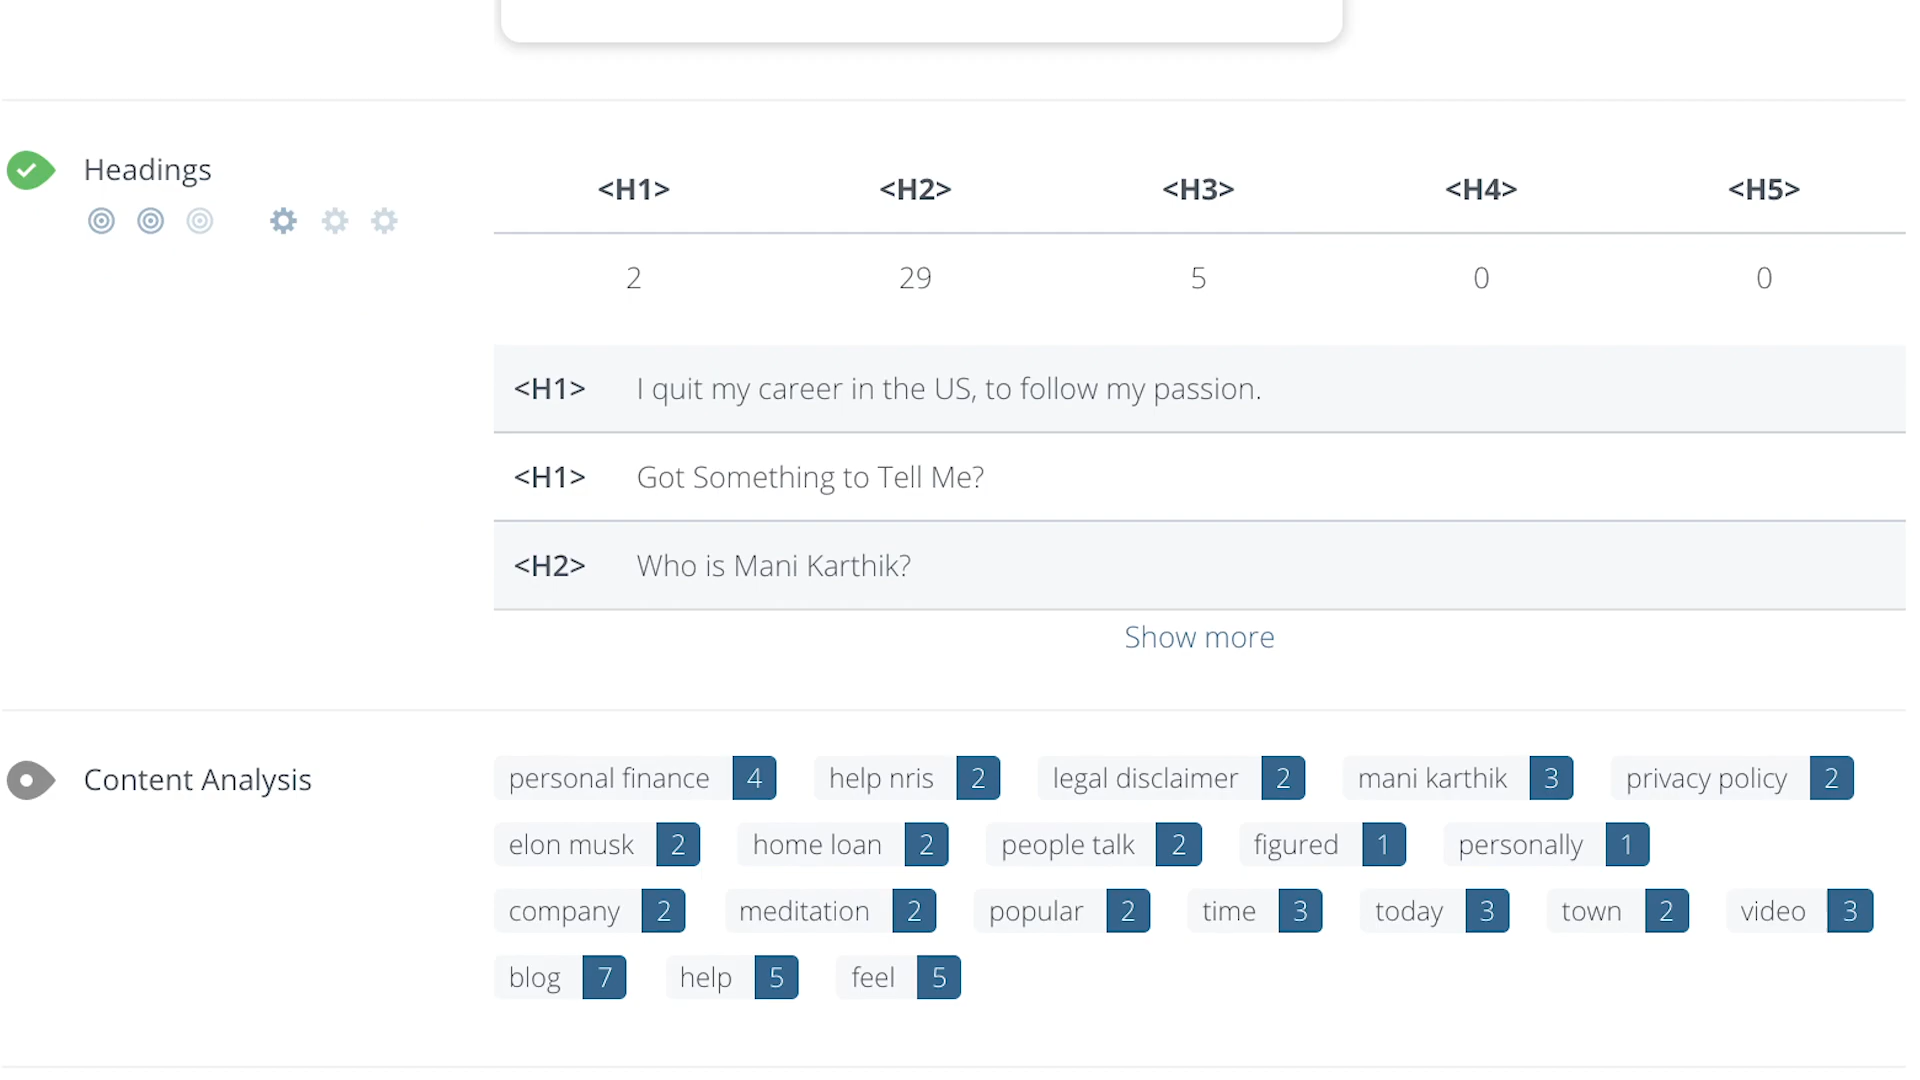 Headings
<H1> <H2> <H3> <H4> <H5>
2 29 5 0 0
<H1> I quit my career in the US, to follow my passion.
<H1> Got Something to Tell Me?
<H2> Who is Mani Karthik?
Show more
Content Analysis
personal finance 4 help nris 2 legal disclaimer 2 mani karthik 3 privacy policy 2
elon musk 2 home loan 2 people talk 2 figured 1 personally 1
company 2 meditation 2 popular 2 time 3 today 3 town 2 video 3
blog 7 help 5 feel 5